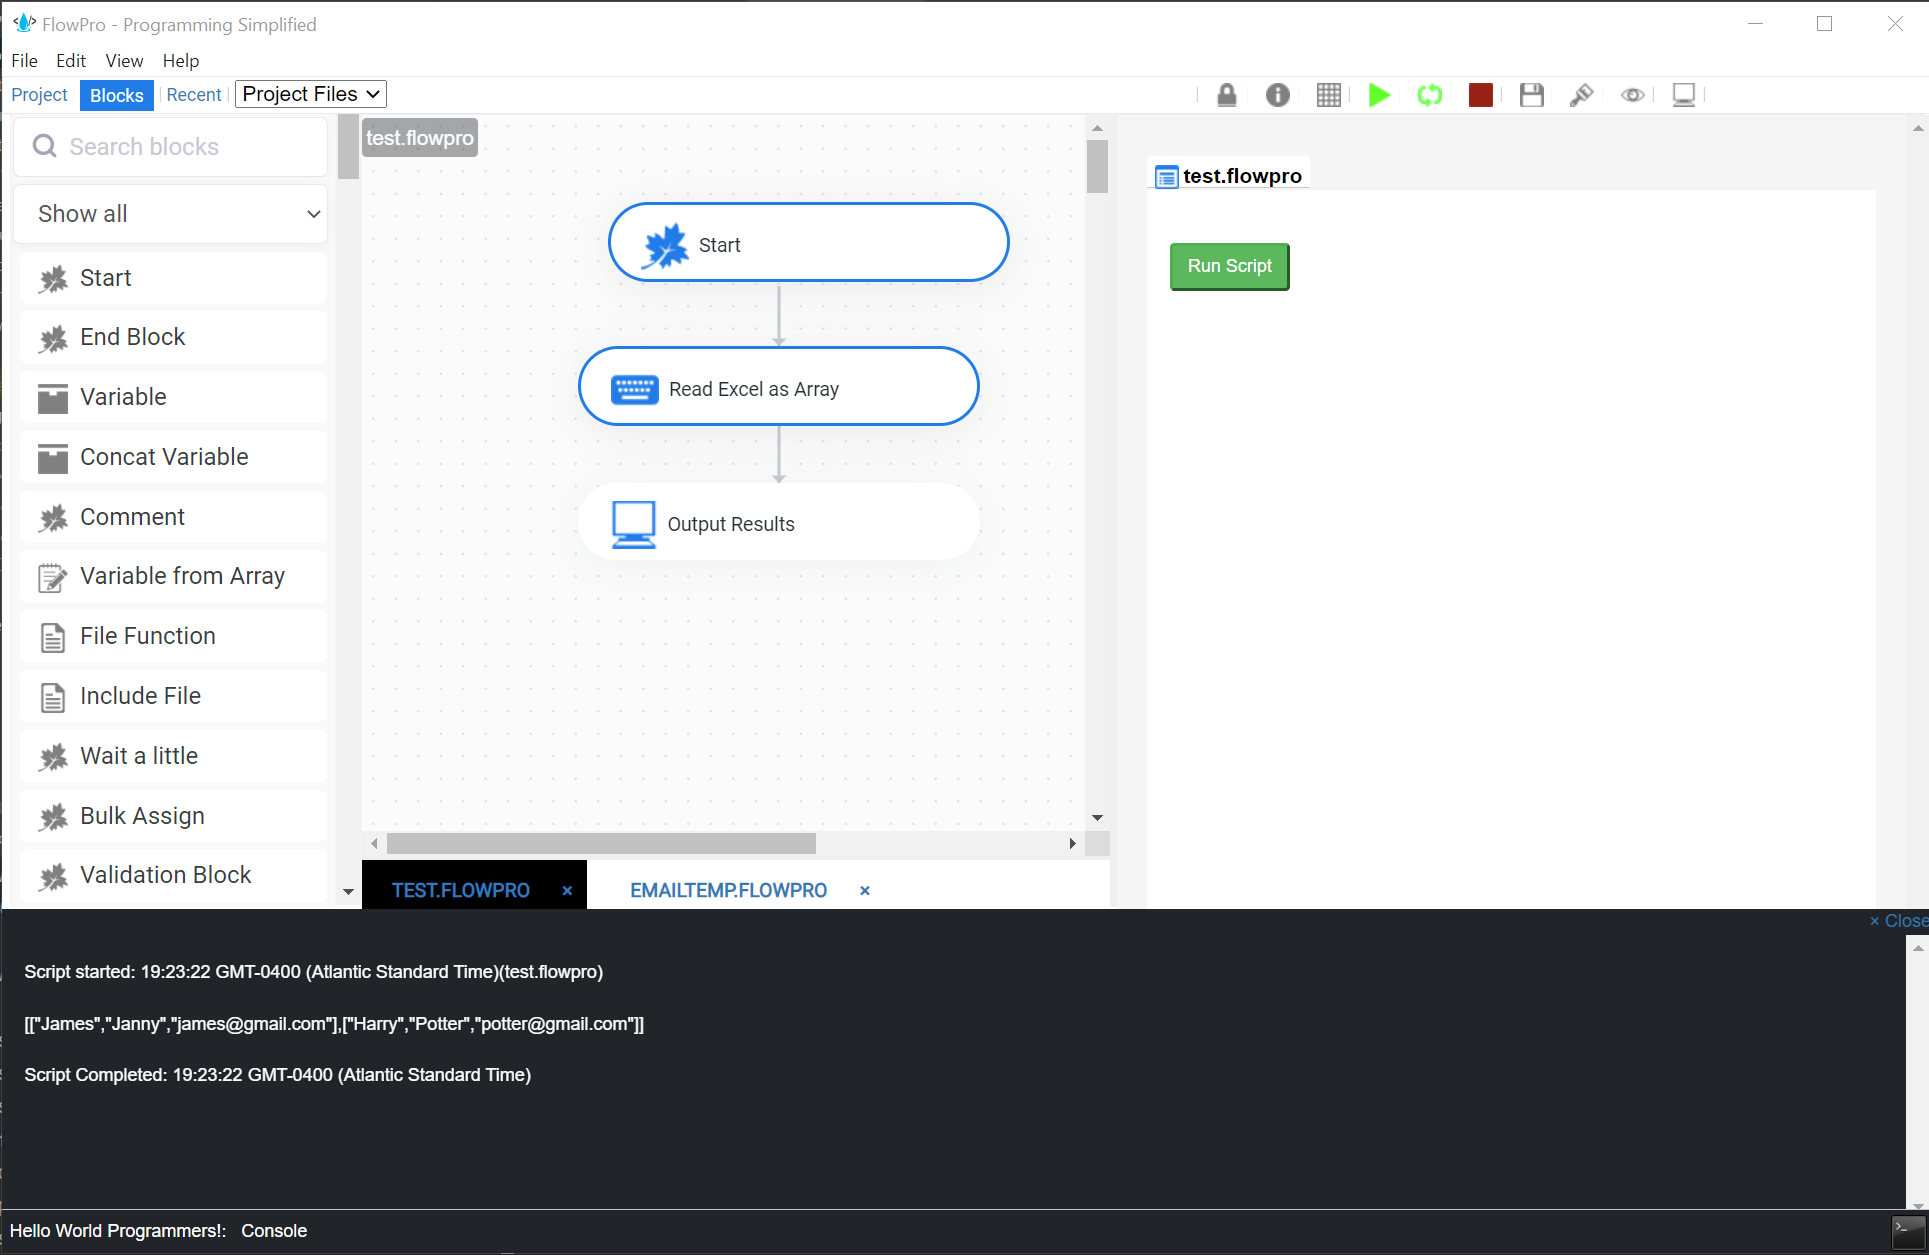 FlowPro - Programming Simplified
File Edit View Help
Project Blocks Recent Project Files
Search blocks
Show all
Start
End Block
Variable
Concat Variable
Comment
Variable from Array
File Function
Include File
Wait a little
Bulk Assign
Validation Block
test.flowpro
Start
Read Excel as Array
Output Results
TEST.FLOWPRO × EMAILTEMP.FLOWPRO ×
test.flowpro
Run Script
× Close
Script started: 19:23:22 GMT-0400 (Atlantic Standard Time)(test.flowpro)
[["James","Janny","james@gmail.com"],["Harry","Potter","potter@gmail.com"]]
Script Completed: 19:23:22 GMT-0400 (Atlantic Standard Time)
Hello World Programmers!: Console